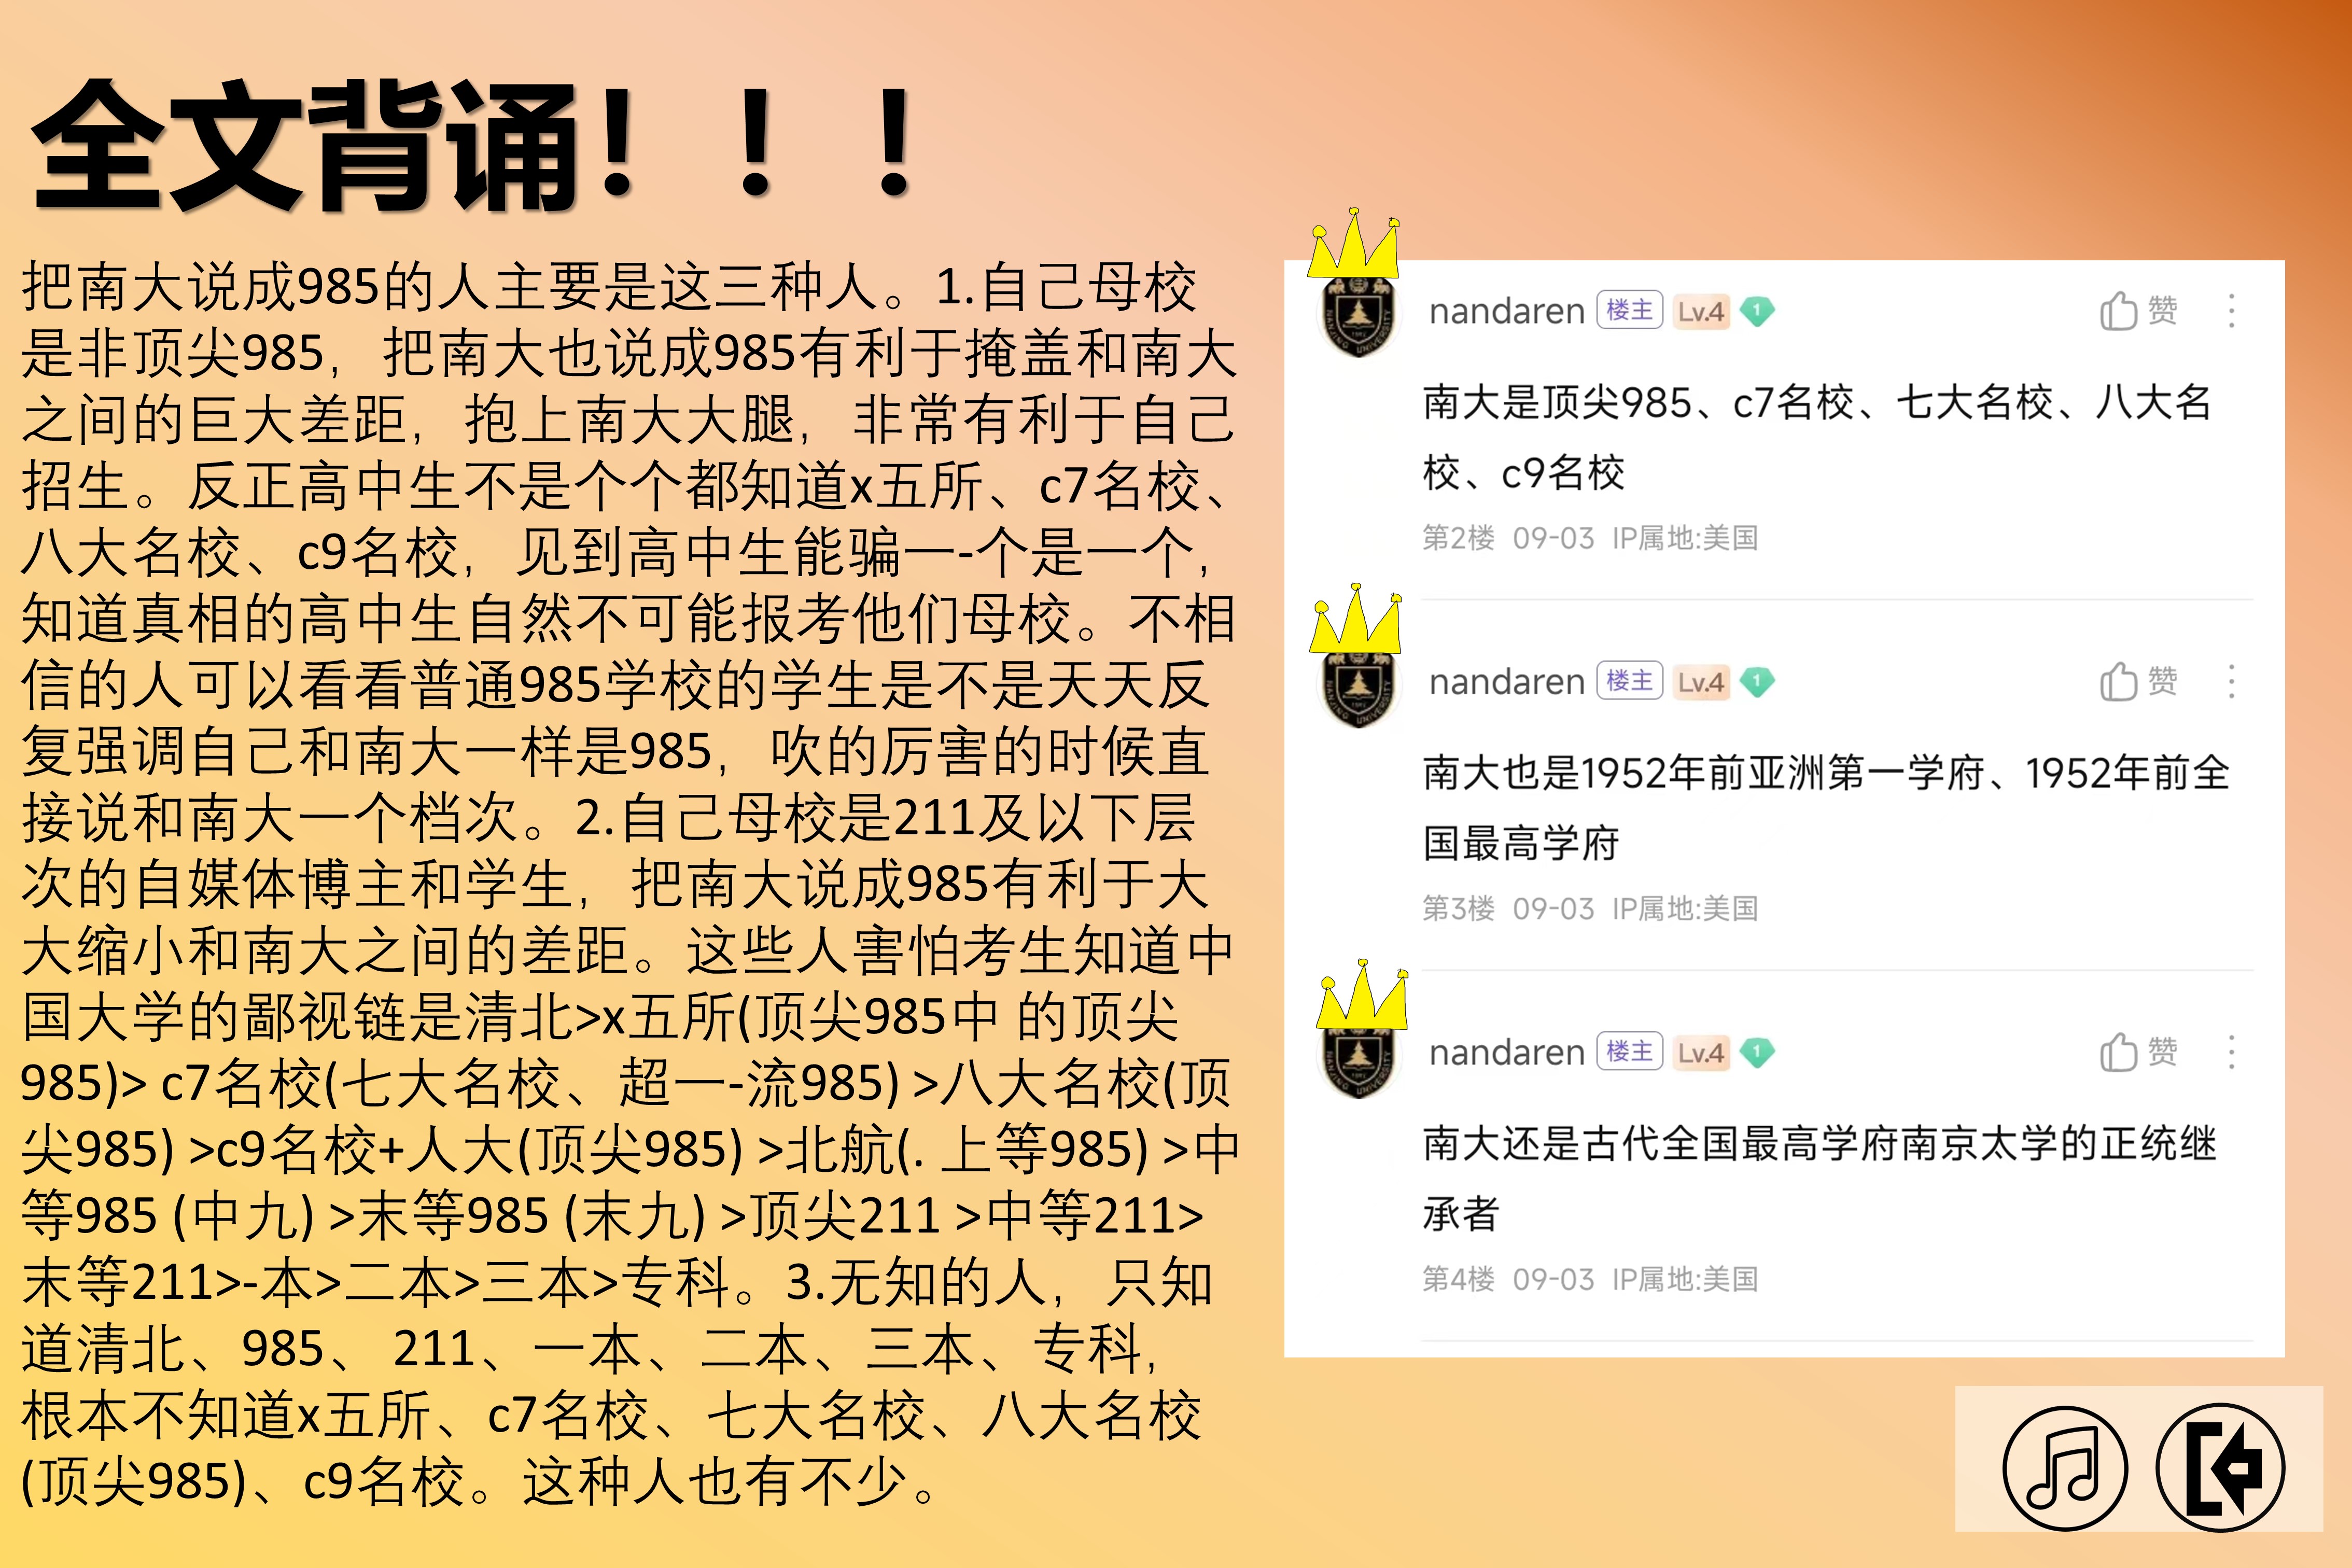 全文背诵！！！
把南大说成985的人主要是这三种人。1.自己母校
是非顶尖985，把南大也说成985有利于掩盖和南大
之间的巨大差距，抱上南大大腿，非常有利于自己
招生。反正高中生不是个个都知道x五所、c7名校、
八大名校、c9名校，见到高中生能骗一-个是一个，
知道真相的高中生自然不可能报考他们母校。不相
信的人可以看看普通985学校的学生是不是天天反
复强调自己和南大一样是985，吹的厉害的时候直
接说和南大一个档次。2.自己母校是211及以下层
次的自媒体博主和学生，把南大说成985有利于大
大缩小和南大之间的差距。这些人害怕考生知道中
国大学的鄙视链是清北>x五所(顶尖985中 的顶尖
985)> c7名校(七大名校、超一-流985) >八大名校(顶
尖985) >c9名校+人大(顶尖985) >北航(. 上等985) >中
等985 (中九) >末等985 (末九) >顶尖211 >中等211>
末等211>-本>二本>三本>专科。3.无知的人，只知
道清北、985、 211、一本、二本、三本、专科，
根本不知道x五所、c7名校、七大名校、八大名校
(顶尖985)、c9名校。这种人也有不少。
nandaren 楼主 Lv.4 1 赞
南大是顶尖985、c7名校、七大名校、八大名
校、c9名校
第2楼 09-03 IP属地:美国
nandaren 楼主 Lv.4 1 赞
南大也是1952年前亚洲第一学府、1952年前全
国最高学府
第3楼 09-03 IP属地:美国
nandaren 楼主 Lv.4 1 赞
南大还是古代全国最高学府南京太学的正统继
承者
第4楼 09-03 IP属地:美国